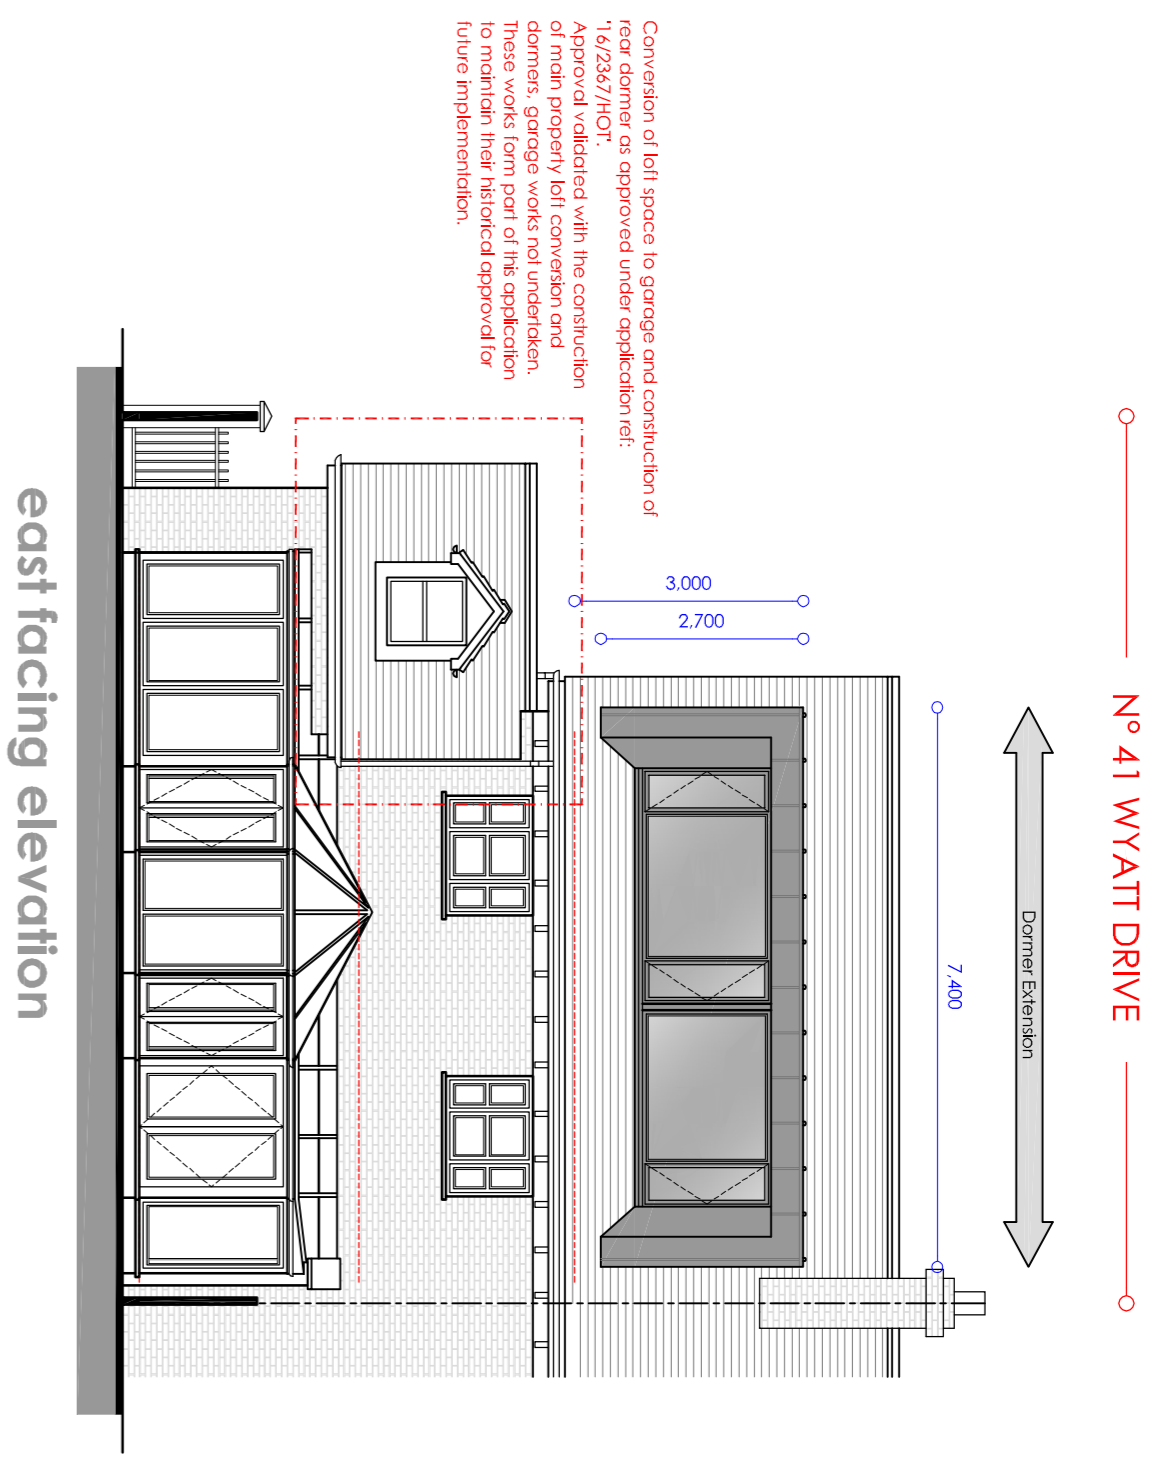 Nº 41 WYATT DRIVE
Dormer Extension
7,400
Conversion of loft space to garage and construction of
rear dormer as approved under application ref:
'16/2367/HOT'.
Approval validated with the construction
of main property loft conversion and
dormers, garage works not undertaken.
These works form part of this application
to maintain their historical approval for
future implementation.
3,000
2,700
east facing elevation